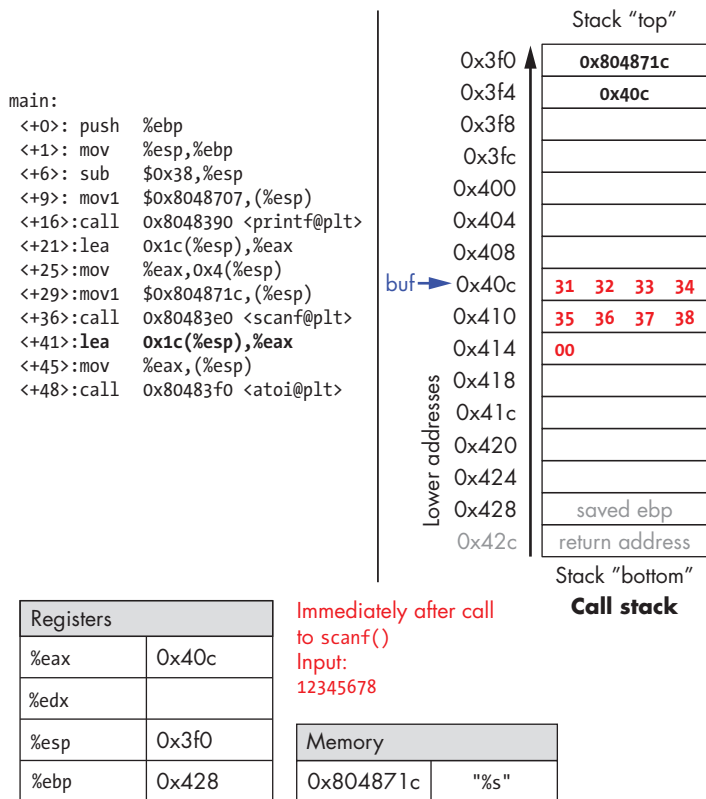 main:
<+0>: push %ebp
<+1>: mov %esp,%ebp
<+6>: sub $0x38,%esp
<+9>: mov1 $0x8048707,(%esp)
<+16>:call 0x8048390 <printf@plt>
<+21>:lea 0x1c(%esp),%eax
<+25>:mov %eax,0x4(%esp)
<+29>:mov1 $0x804871c,(%esp)
<+36>:call 0x80483e0 <scanf@plt>
<+41>:lea 0x1c(%esp),%eax
<+45>:mov %eax,(%esp)
<+48>:call 0x80483f0 <atoi@plt>
Stack “top”
0x3f0 0x804871c
0x3f4 0x40c
0x3f8
0x3fc
0x400
0x404
0x408
buf 0x40c 31 32 33 34
0x410 35 36 37 38
0x414 00
0x418
0x41c
0x420
0x424
0x428 saved ebp
0x42c return address
Lower addresses
Stack ”bottom”
Call stack
Registers
%eax 0x40c
%edx
%esp 0x3f0
%ebp 0x428
Immediately after call
to scanf()
Input:
12345678
Memory
0x804871c "%s"